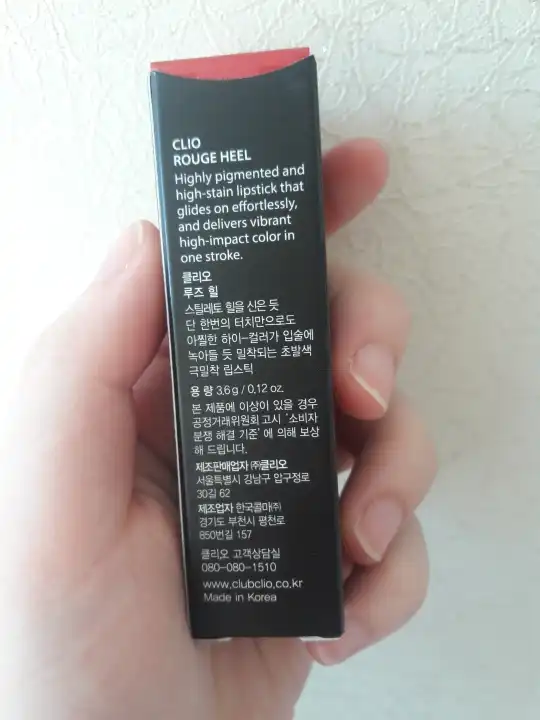 CLIO
ROUGE HEEL
Highly pigmented and
high-stain lipstick that
glides on effortlessly,
and delivers vibrant
high-impact color in
one stroke.
클리오
루즈 힐
스틸레토 힐을 신은 듯
단 한번의 터치만으로도
아찔한 하이-컬러가 입술에
녹아들 듯 밀착되는 초발색
극밀착 립스틱
용 량 3.6 g / 0.12 oz.
본 제품에 이상이 있을 경우
공정거래위원회 고시 '소비자
분쟁 해결 기준' 에 의해 보상
해 드립니다.
제조판매업자 ㈜클리오
서울특별시 강남구 압구정로
30길 62
제조업자 한국콜마㈜
경기도 부천시 평천로
850번길 157
클리오 고객상담실
080-080-1510
www.clubclio.co.kr
Made in Korea